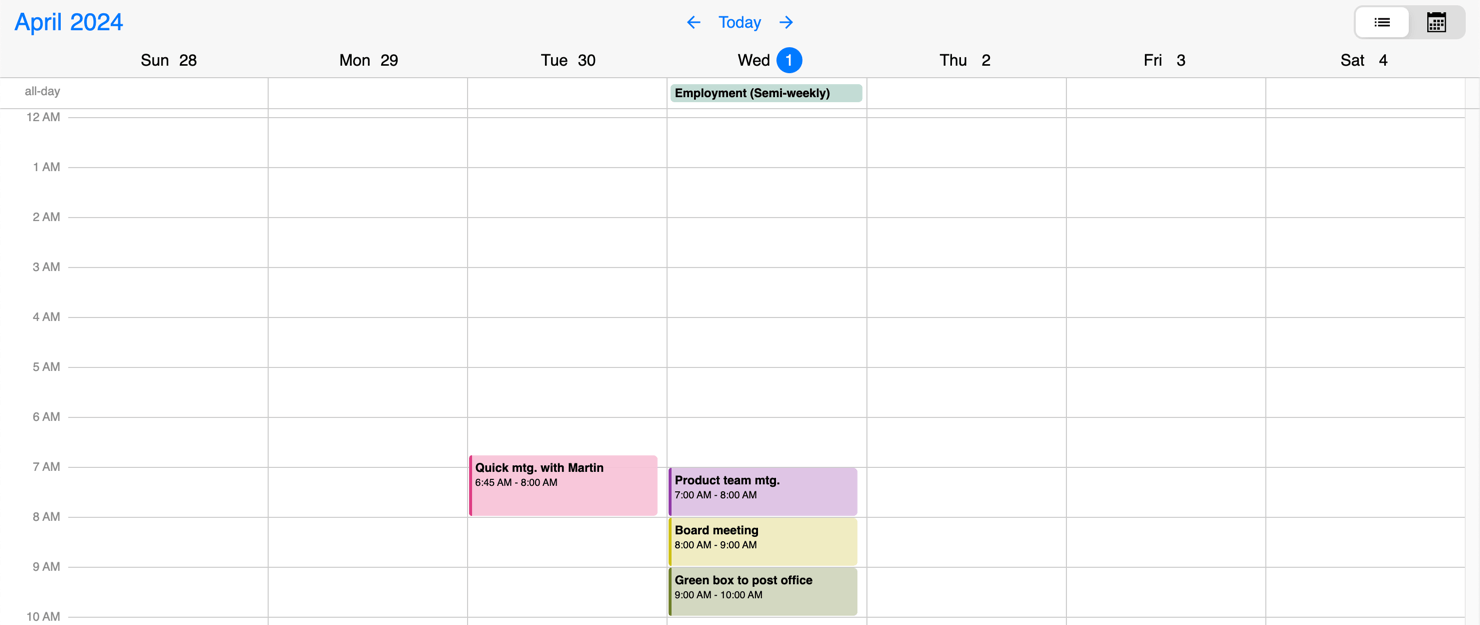 April 2024
Today
Sun 28 Mon 29 Tue 30 Wed 1 Thu 2 Fri 3 Sat 4
all-day
Employment (Semi-weekly)
12 AM
1 AM
2 AM
3 AM
4 AM
5 AM
6 AM
7 AM
Quick mtg. with Martin
6:45 AM - 8:00 AM
Product team mtg.
7:00 AM - 8:00 AM
8 AM
Board meeting
8:00 AM - 9:00 AM
9 AM
Green box to post office
9:00 AM - 10:00 AM
10 AM